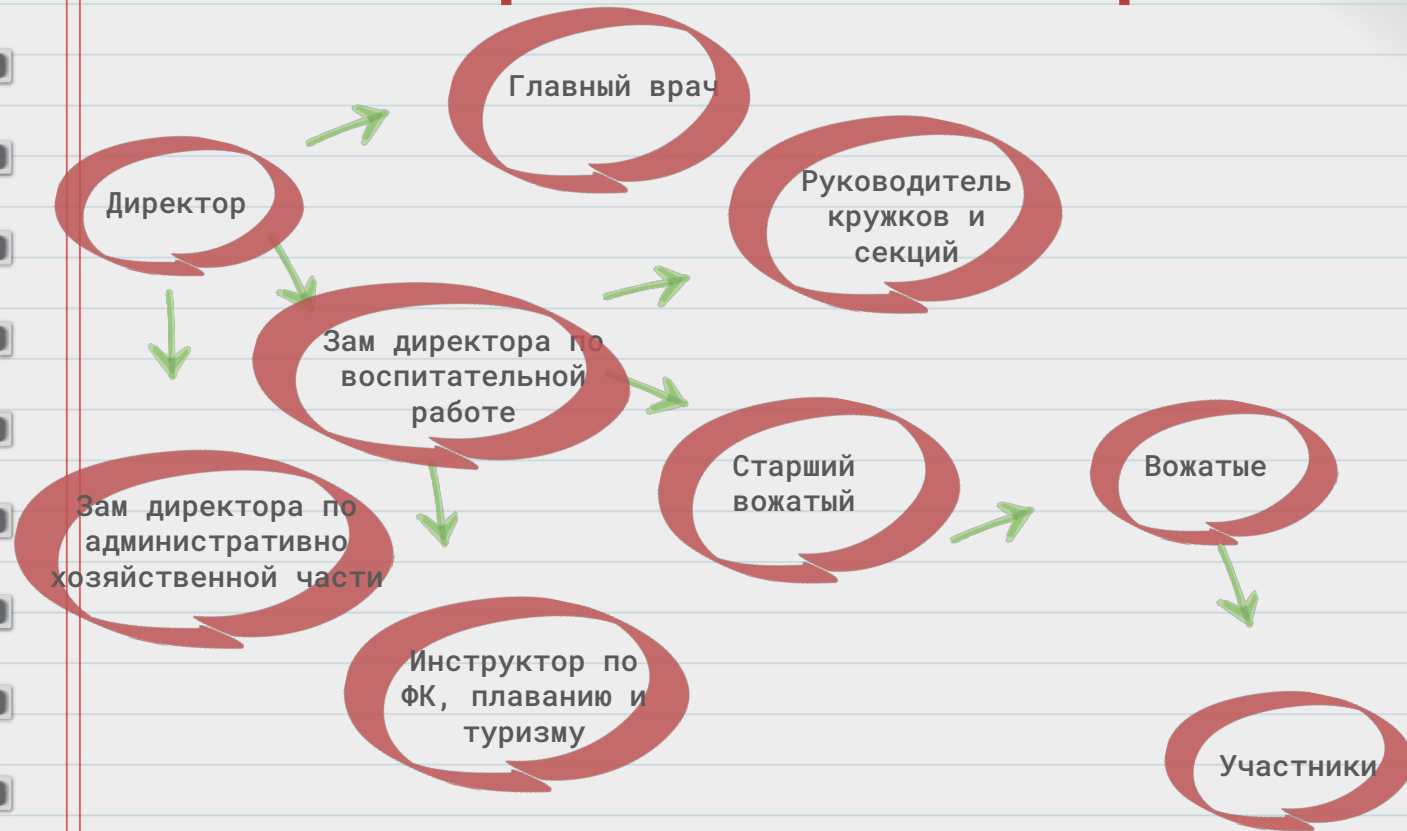 Главный врач
Директор
Руководитель
кружков и
секций
Зам директора по
воспитательной
работе
Старший
вожатый
Вожатые
Зам директора по
административно
хозяйственной части
Инструктор по
ФК, плаванию и
туризму
Участники